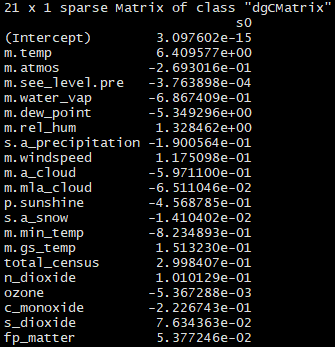 21 x 1 sparse Matrix of class "dgCMatrix"
s0
(Intercept) 3.097602e-15
m.temp 6.409577e+00
m.atmos -2.693016e-01
m.see_level.pre -3.763898e-04
m.water_vap -6.867409e-01
m.dew_point -5.349296e+00
m.rel_hum 1.328462e+00
s.a_precipitation -1.900564e-01
m.windspeed 1.175098e-01
m.a_cloud -5.971100e-01
m.mla_cloud -6.511046e-02
p.sunshine -4.568785e-01
s.a_snow -1.410402e-02
m.min_temp -8.234893e-01
m.gs_temp 1.513230e-01
total_census 2.998407e-01
n_dioxide 1.010129e-01
ozone -5.367288e-03
c_monoxide -2.226743e-01
s_dioxide 7.634363e-02
fp_matter 5.377246e-02